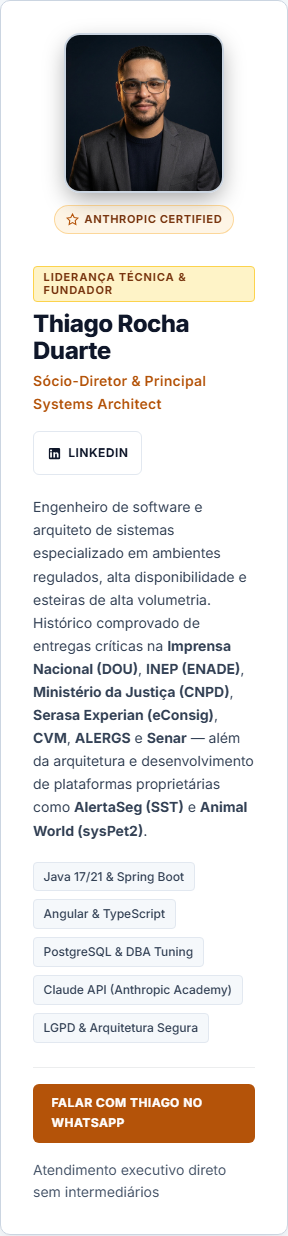 ANTHROPIC CERTIFIED
LIDERANÇA TÉCNICA &
FUNDADOR
Thiago Rocha
Duarte
Sócio-Diretor & Principal
Systems Architect
LINKEDIN
Engenheiro de software e
arquiteto de sistemas
especializado em ambientes
regulados, alta disponibilidade e
esteiras de alta volumetria.
Histórico comprovado de
entregas críticas na Imprensa
Nacional (DOU), INEP (ENADE),
Ministério da Justiça (CNPD),
Serasa Experian (eConsig),
CVM, ALERGS e Senar — além
da arquitetura e desenvolvimento
de plataformas proprietárias
como AlertaSeg (SST) e Animal
World (sysPet2).
Java 17/21 & Spring Boot
Angular & TypeScript
PostgreSQL & DBA Tuning
Claude API (Anthropic Academy)
LGPD & Arquitetura Segura
FALAR COM THIAGO NO
WHATSAPP
Atendimento executivo direto
sem intermediários